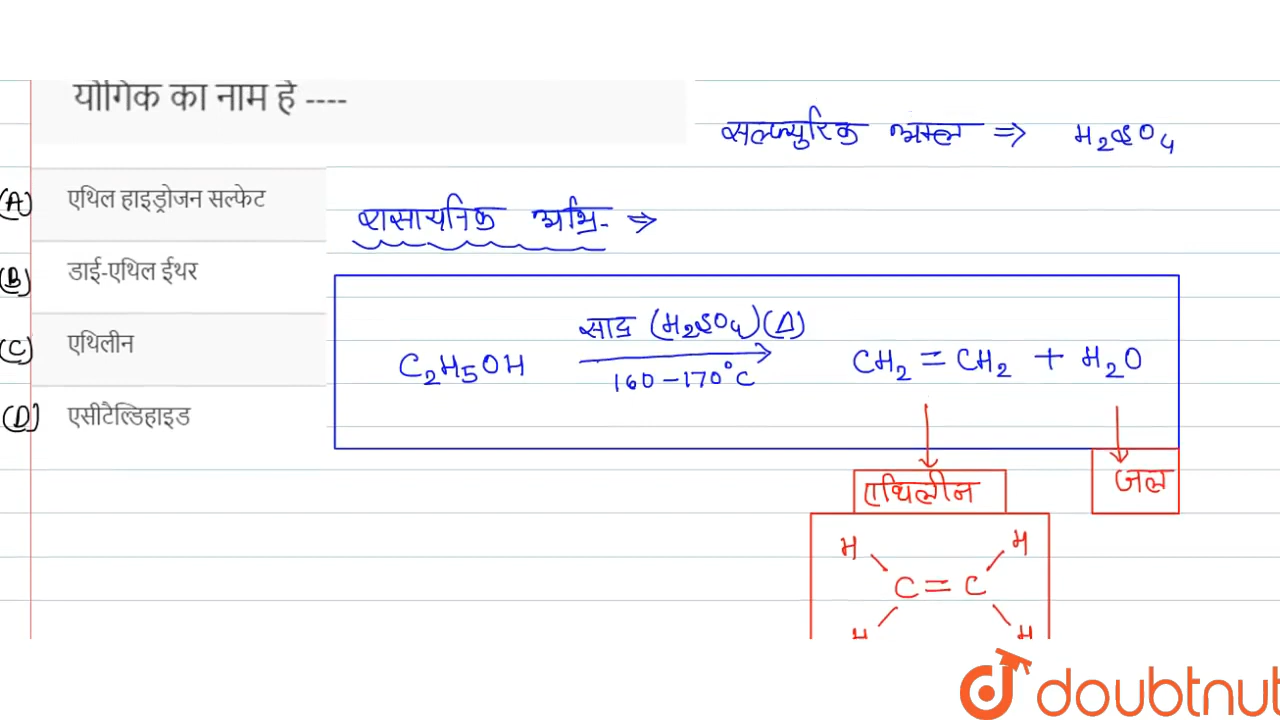 यौगिक का नाम है ----
सल्फ्युरिक अम्ल ⇒ H2SO4
(A) एथिल हाइड्रोजन सल्फेट
रासायनिक अभि- ⇒
(B) डाई-एथिल ईथर
(C) एथिलीन
(D) एसीटैल्डिहाइड
सांद्र (H2SO4)(Δ)
C2H5OH → CH2 = CH2 + H2O
160-170°C
एथिलीन
जल
H H
C = C
H H
doubtnut